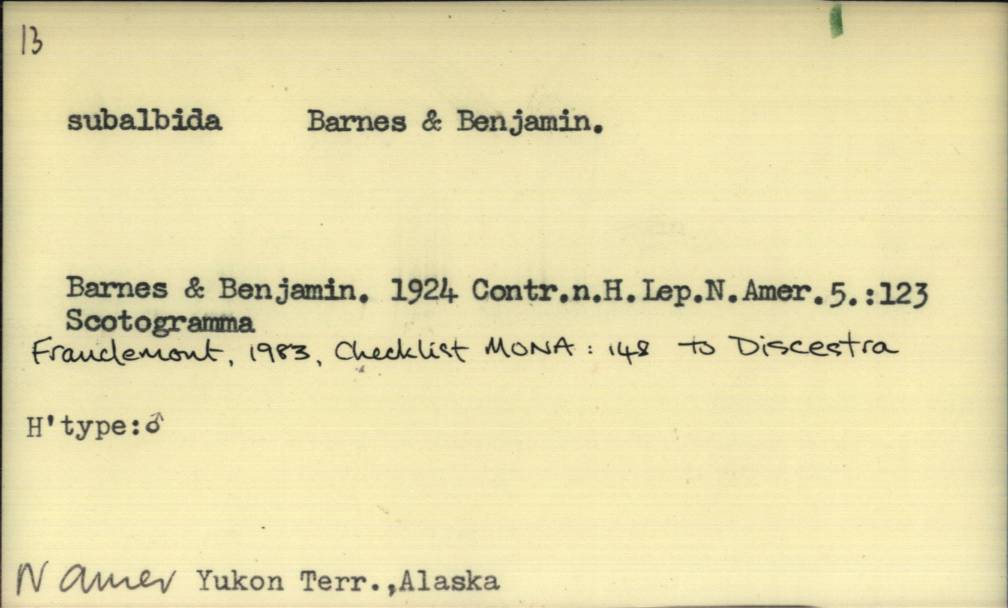 13
subalbida Barnes & Benjamin.
Barnes & Benjamin. 1924 Contr.n.H.Lep.N.Amer.5.:123
Scotogramma
Franclemont, 1983, Checklist MONA : 148 to Discestra
H'type:♂
N Amer Yukon Terr.,Alaska